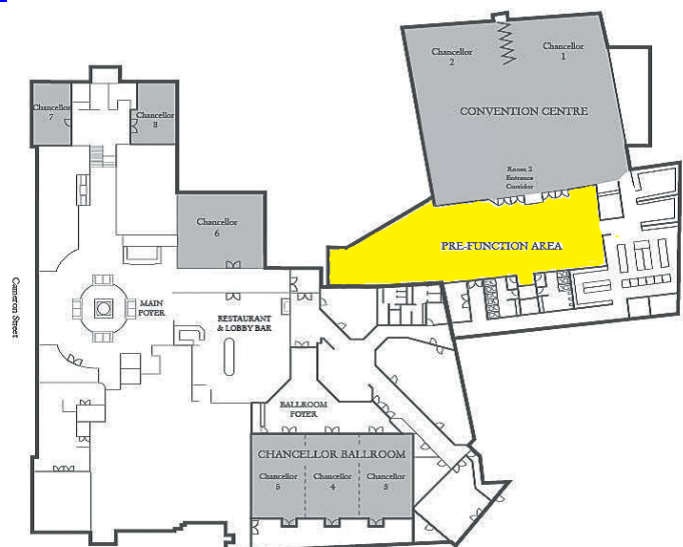 Chancellor
2
Chancellor
1
CONVENTION CENTRE
Chancellor
7
Chancellor
8
Room 2
Entrance
Corridor
Chancellor
6
PRE-FUNCTION AREA
Cameron Street
MAIN
FOYER
RESTAURANT
& LOBBY BAR
BALLROOM
FOYER
CHANCELLOR BALLROOM
Chancellor
5
Chancellor
4
Chancellor
3